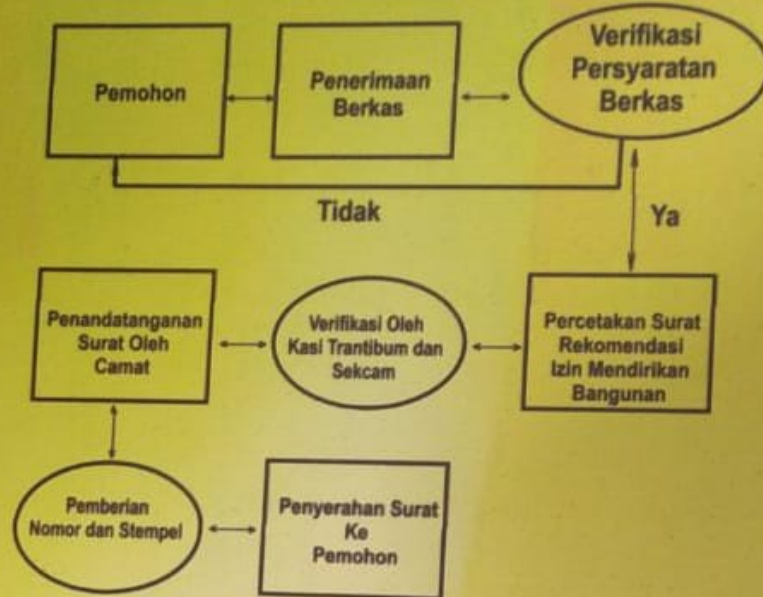 Pemohon
Penerimaan
Berkas
Verifikasi
Persyaratan
Berkas
Tidak
Ya
Penandatanganan
Surat Oleh
Camat
Verifikasi Oleh
Kasi Trantibum dan
Sekcam
Percetakan Surat
Rekomendasi
Izin Mendirikan
Bangunan
Pemberian
Nomor dan Stempel
Penyerahan Surat
Ke
Pemohon